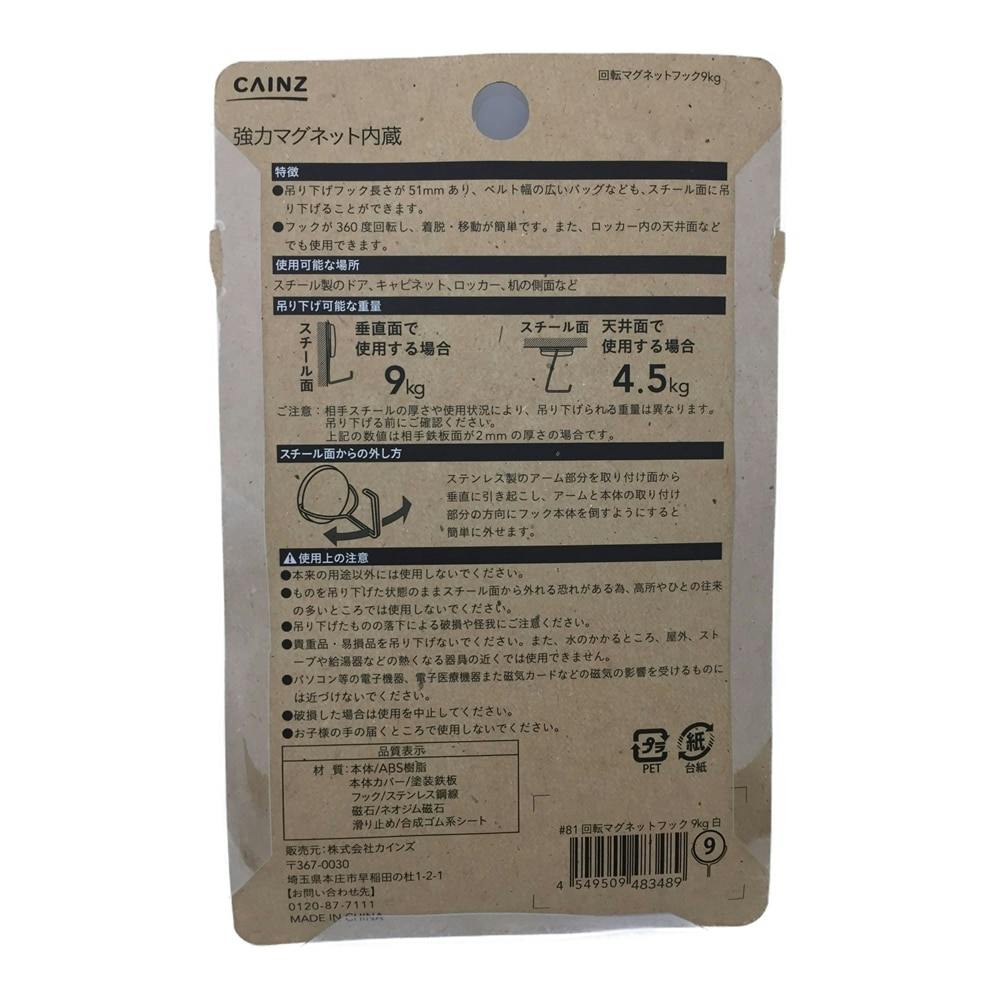 CAINZ
回転マグネットフック9kg
強力マグネット内蔵
特徴
●吊り下げフック長さが51mmあり、ベルト幅の広いバッグなども、スチール面に吊
り下げることができます。
●フックが360度回転し、着脱・移動が簡単です。また、ロッカー内の天井面など
でも使用できます。
使用可能な場所
スチール製のドア、キャビネット、ロッカー、机の側面など
吊り下げ可能な重量
スチール面
垂直面で
使用する場合
9kg
スチール面
天井面で
使用する場合
4.5kg
ご注意：相手スチールの厚さや使用状況により、吊り下げられる重量は異なります。
吊り下げる前にご確認ください。
上記の数値は相手鉄板面が2mmの厚さの場合です。
スチール面からの外し方
ステンレス製のアーム部分を取り付け面から
垂直に引き起こし、アームと本体の取り付け
部分の方向にフック本体を倒すようにすると
簡単に外せます。
使用上の注意
●本来の用途以外には使用しないでください。
●ものを吊り下げた状態のままスチール面から外れる恐れがある為、高所やひとの往来
の多いところでは使用しないでください。
●吊り下げたものの落下による破損や怪我にご注意ください。
●貴重品・易損品を吊り下げないでください。また、水のかかるところ、屋外、スト
ーブや給湯器などの熱くなる器具の近くでは使用できません。
●パソコン等の電子機器、電子医療機器また磁気カードなどの磁気の影響を受けるものに
は近づけないでください。
●破損した場合は使用を中止してください。
●お子様の手の届くところで使用しないでください。
品質表示
材質：本体/ABS樹脂
本体カバー/塗装鉄板
フック/ステンレス鋼線
磁石/ネオジム磁石
滑り止め/合成ゴム系シート
プラ
PET
紙
台紙
販売元：株式会社カインズ
〒367-0030
埼玉県本庄市早稲田の杜1-2-1
【お問い合わせ先】
0120-87-7111
MADE IN CHINA
#81 回転マグネットフック 9kg 白
9
4 549509 483489